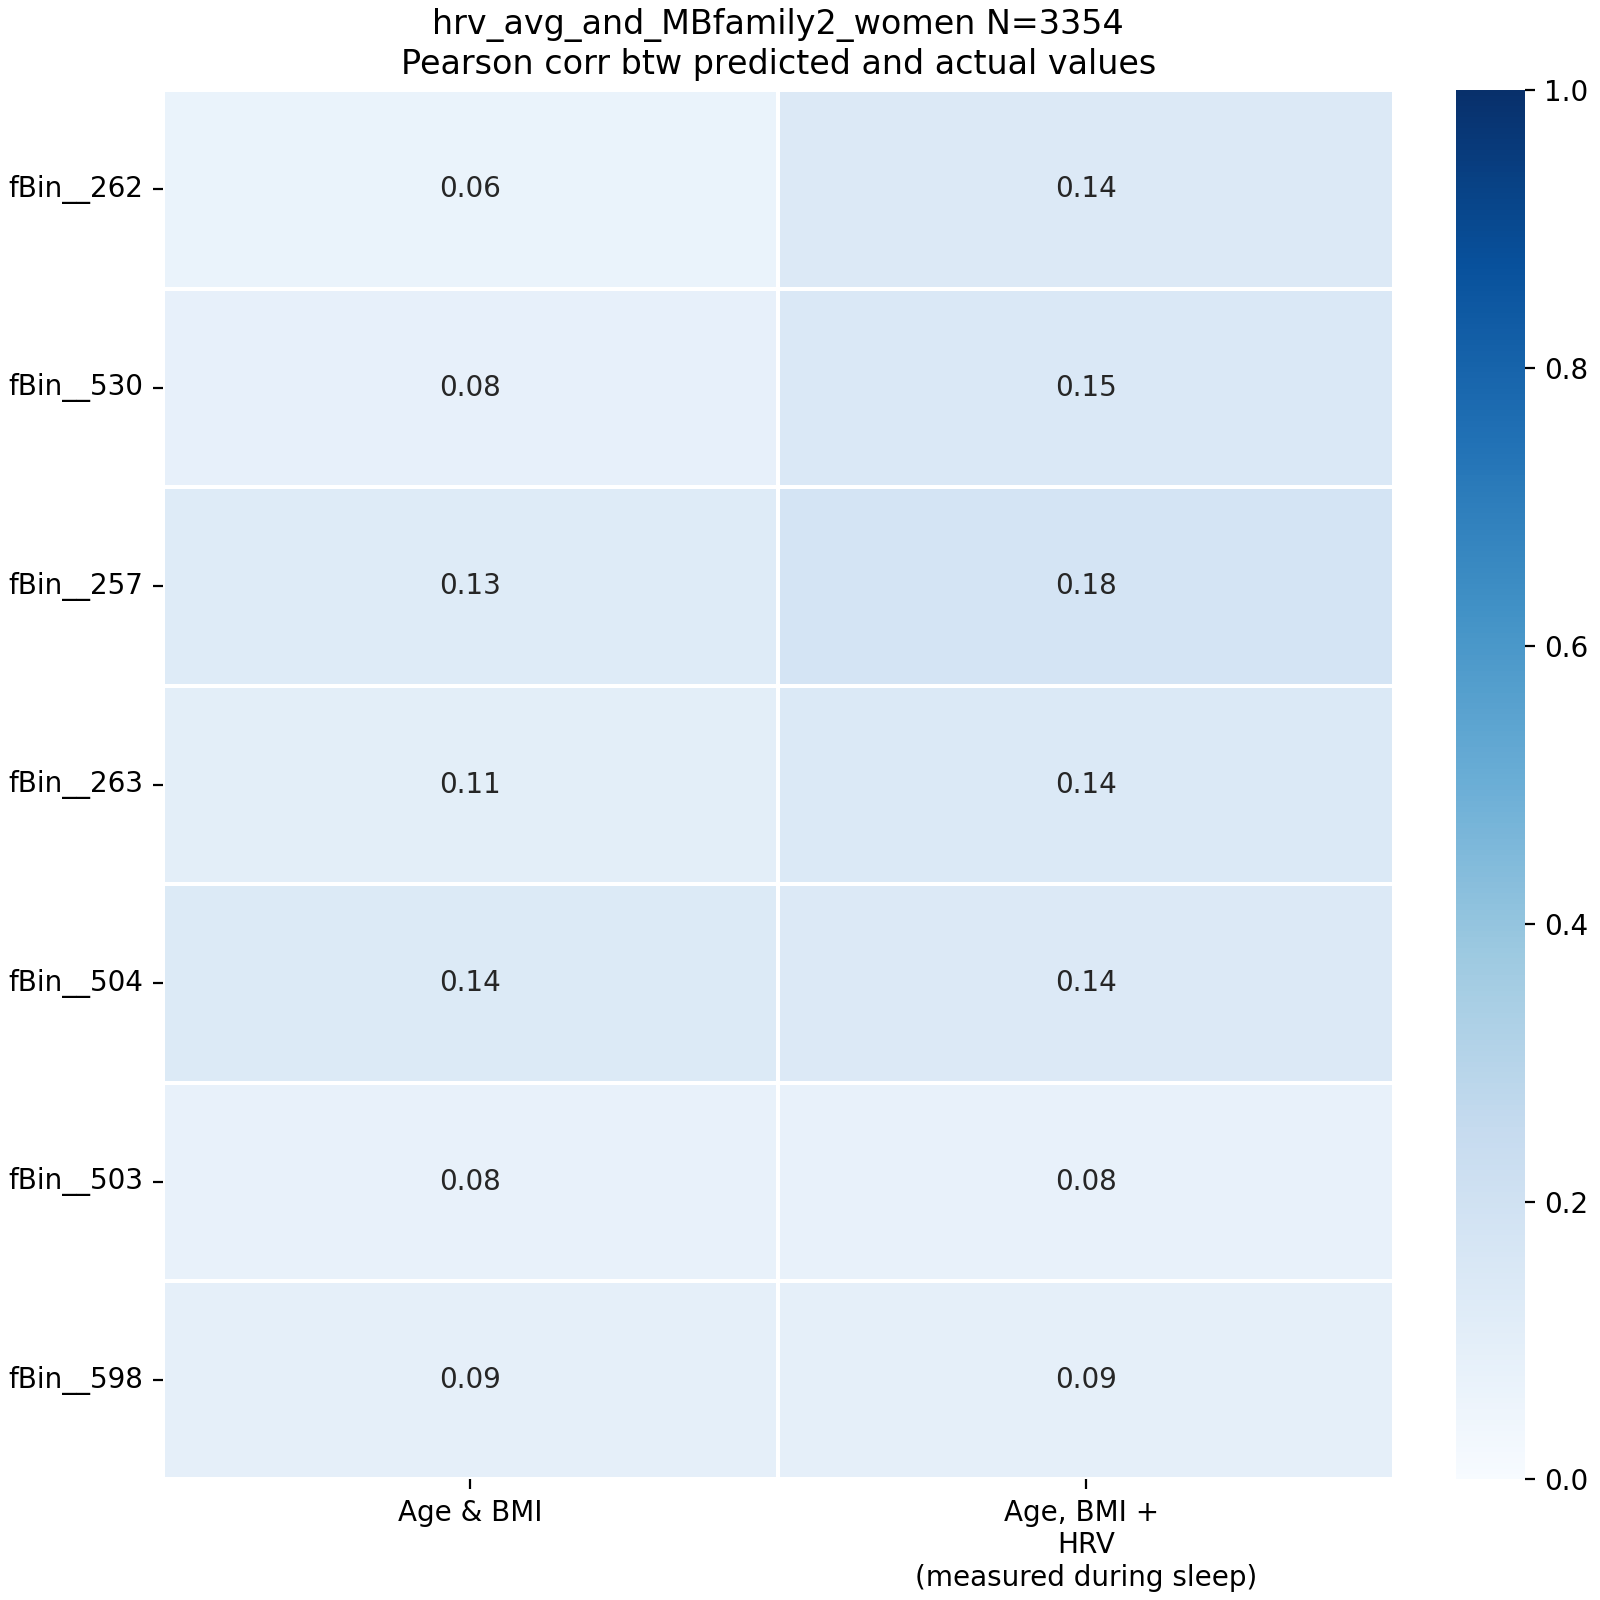 hrv_avg_and_MBfamily2_women N=3354
Pearson corr btw predicted and actual values
fBin__262 0.06 0.14
fBin__530 0.08 0.15
fBin__257 0.13 0.18
fBin__263 0.11 0.14
fBin__504 0.14 0.14
fBin__503 0.08 0.08
fBin__598 0.09 0.09
Age & BMI
Age, BMI +
HRV
(measured during sleep)
1.0
0.8
0.6
0.4
0.2
0.0